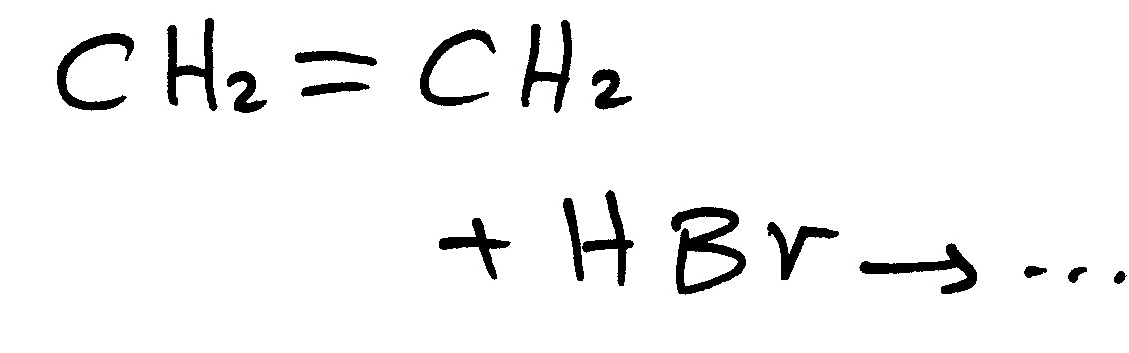 CH₂=CH₂
+ HBr → ...